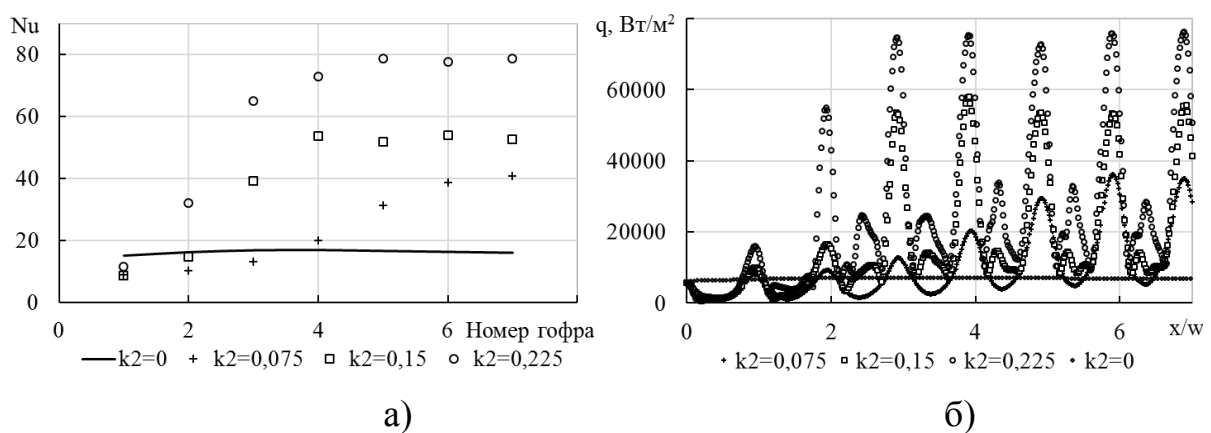 Nu
80
60
40
20
0
0 2 4 6 Номер гофра
k2=0 k2=0,075 k2=0,15 k2=0,225
а)
q, Вт/м²
60000
40000
20000
0
0 2 4 6 x/w
k2=0,075 k2=0,15 k2=0,225 k2=0
б)